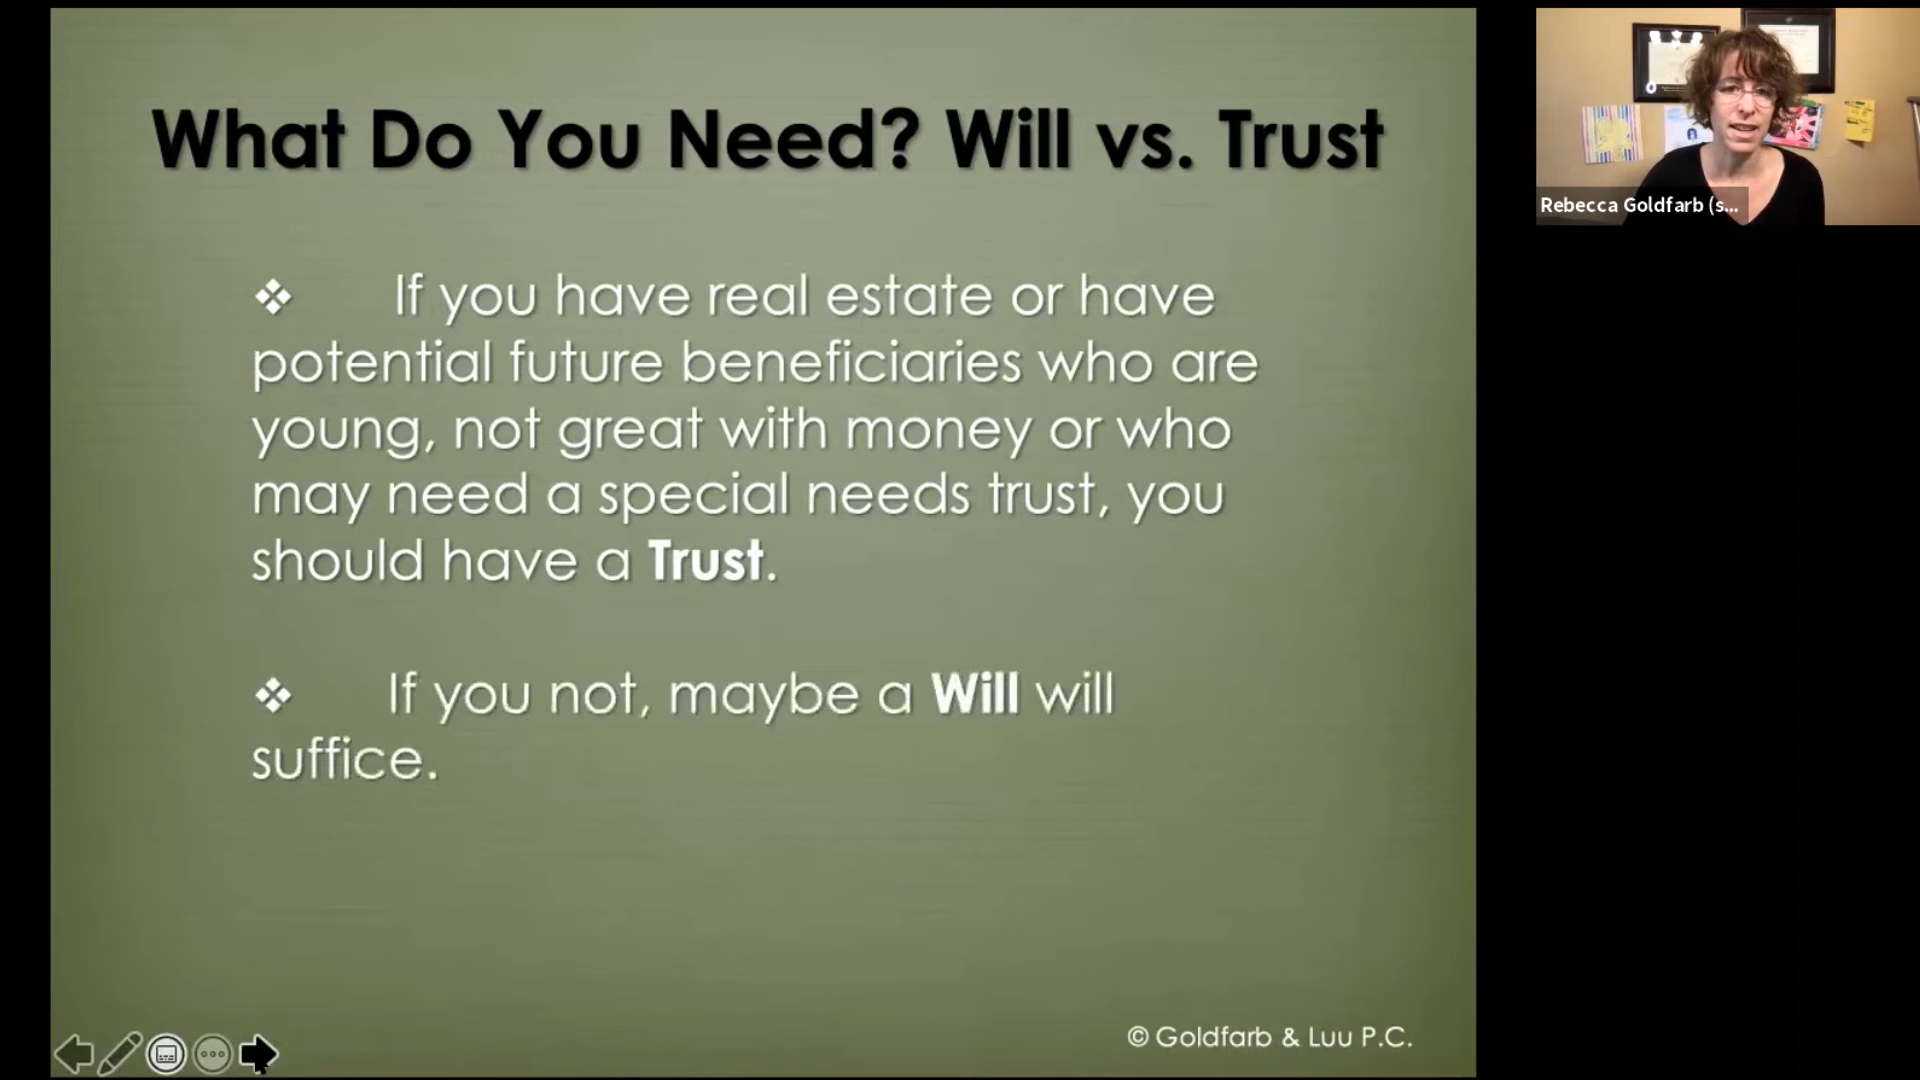 What Do You Need? Will vs. Trust
❖ If you have real estate or have
potential future beneficiaries who are
young, not great with money or who
may need a special needs trust, you
should have a Trust.
❖ If you not, maybe a Will will
suffice.
© Goldfarb & Luu P.C.
Rebecca Goldfarb (s...